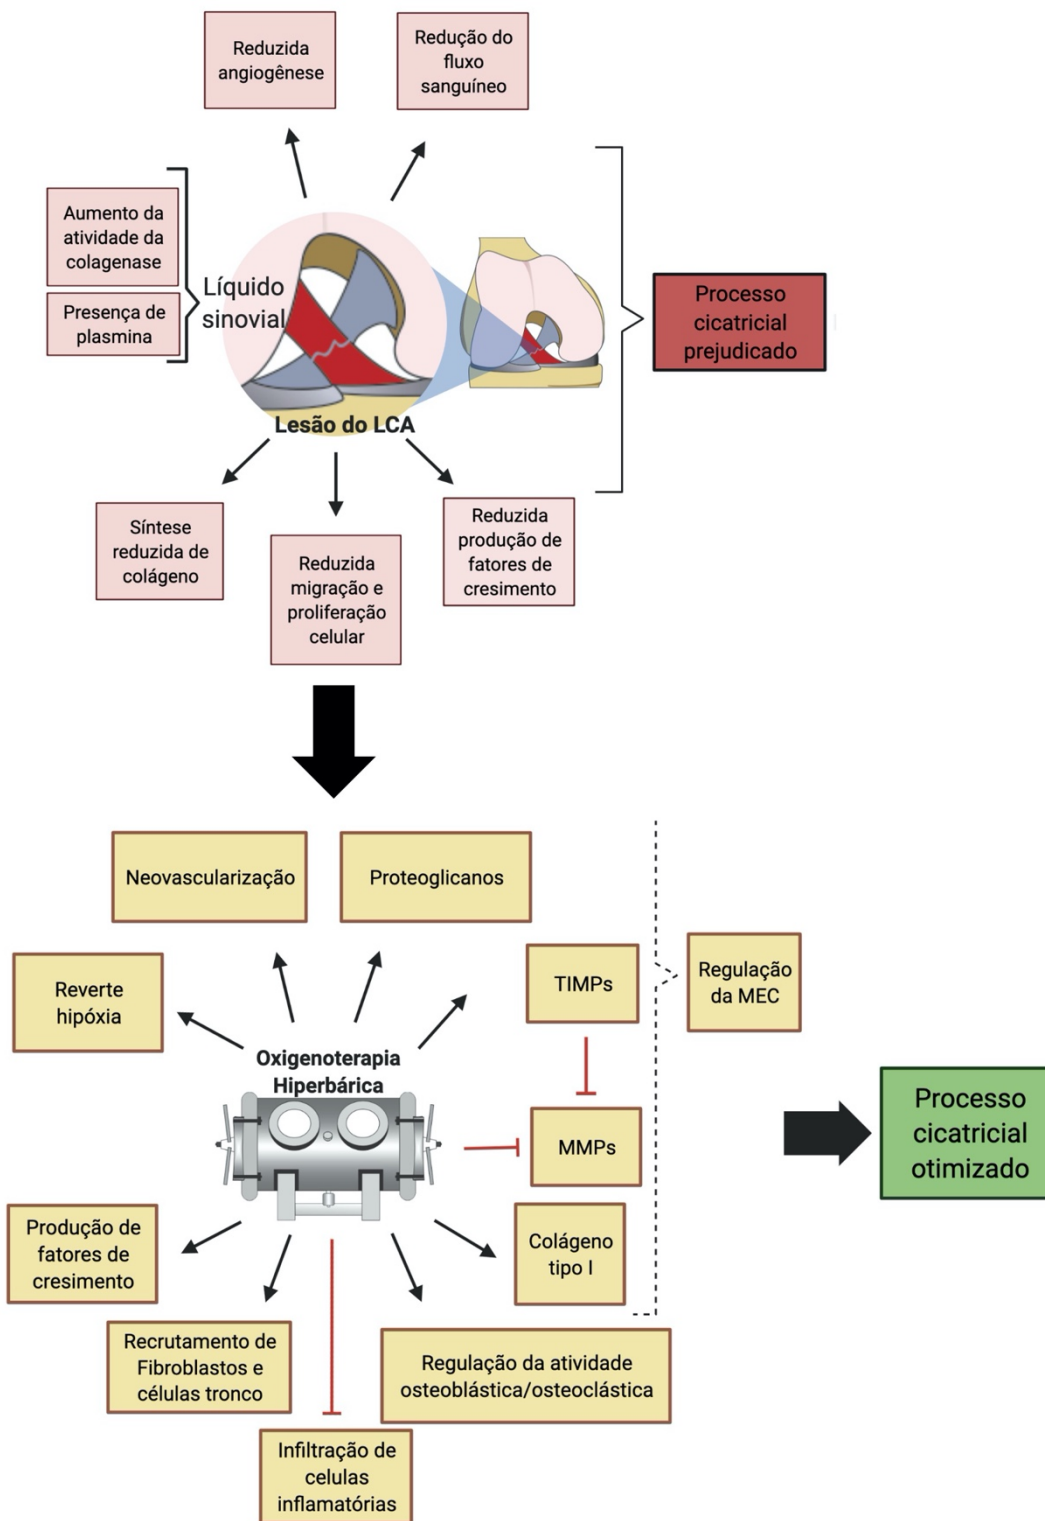 Reduzida
angiogênese
Redução do
fluxo
sanguíneo
Aumento da
atividade da
colagenase
Presença de
plasmina
Líquido
sinovial
Processo
cicatricial
prejudicado
Lesão do LCA
Síntese
reduzida de
colágeno
Reduzida
migração e
proliferação
celular
Reduzida
produção de
fatores de
cresimento
Neovascularização
Proteoglicanos
Reverte
hipóxia
TIMPs
Regulação
da MEC
Oxigenoterapia
Hiperbárica
MMPs
Processo
cicatricial
otimizado
Produção de
fatores de
cresimento
Colágeno
tipo I
Recrutamento de
Fibroblastos e
células tronco
Regulação da atividade
osteoblástica/osteoclástica
Infiltração de
celulas
inflamatórias